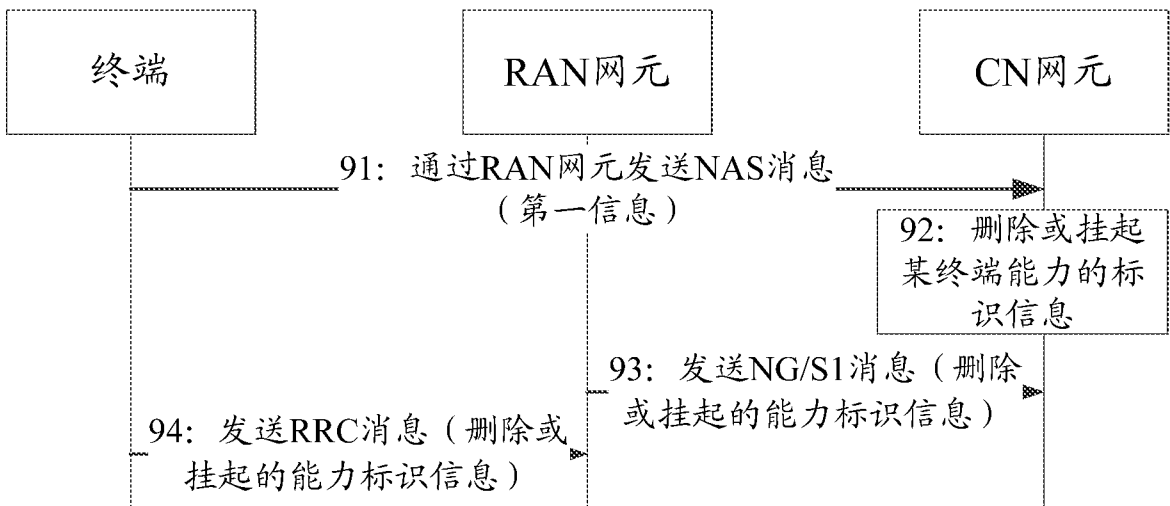 终端
RAN网元
CN网元
91：通过RAN网元发送NAS消息
（第一信息）
92：删除或挂起
某终端能力的标
识信息
93：发送NG/S1消息（删除
或挂起的能力标识信息）
94：发送RRC消息（删除或
挂起的能力标识信息）